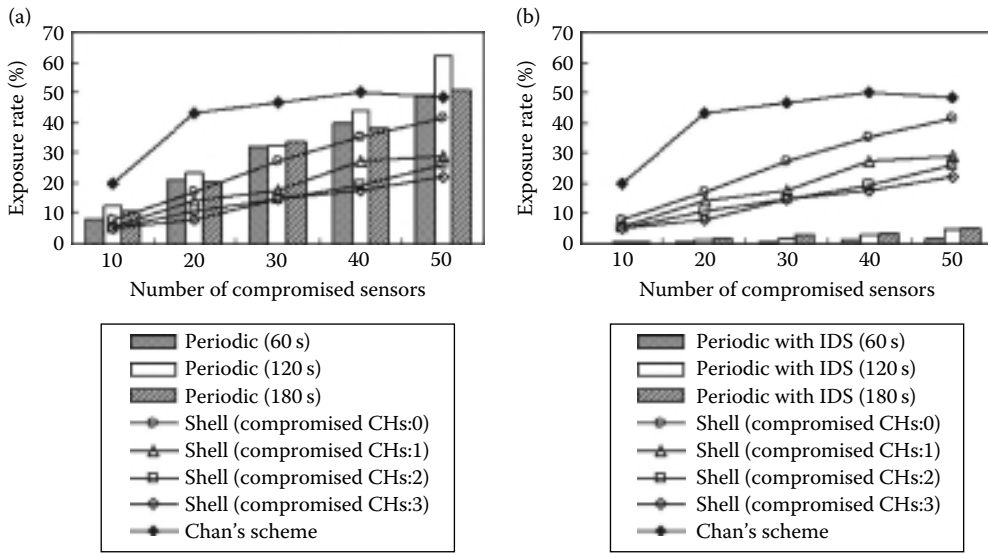 (a)
70
60
50
40
30
20
10
0
Exposure rate (%)
10 20 30 40 50
Number of compromised sensors
Periodic (60 s)
Periodic (120 s)
Periodic (180 s)
Shell (compromised CHs:0)
Shell (compromised CHs:1)
Shell (compromised CHs:2)
Shell (compromised CHs:3)
Chan's scheme
(b)
70
60
50
40
30
20
10
0
Exposure rate (%)
10 20 30 40 50
Number of compromised sensors
Periodic with IDS (60 s)
Periodic with IDS (120 s)
Periodic with IDS (180 s)
Shell (compromised CHs:0)
Shell (compromised CHs:1)
Shell (compromised CHs:2)
Shell (compromised CHs:3)
Chan's scheme